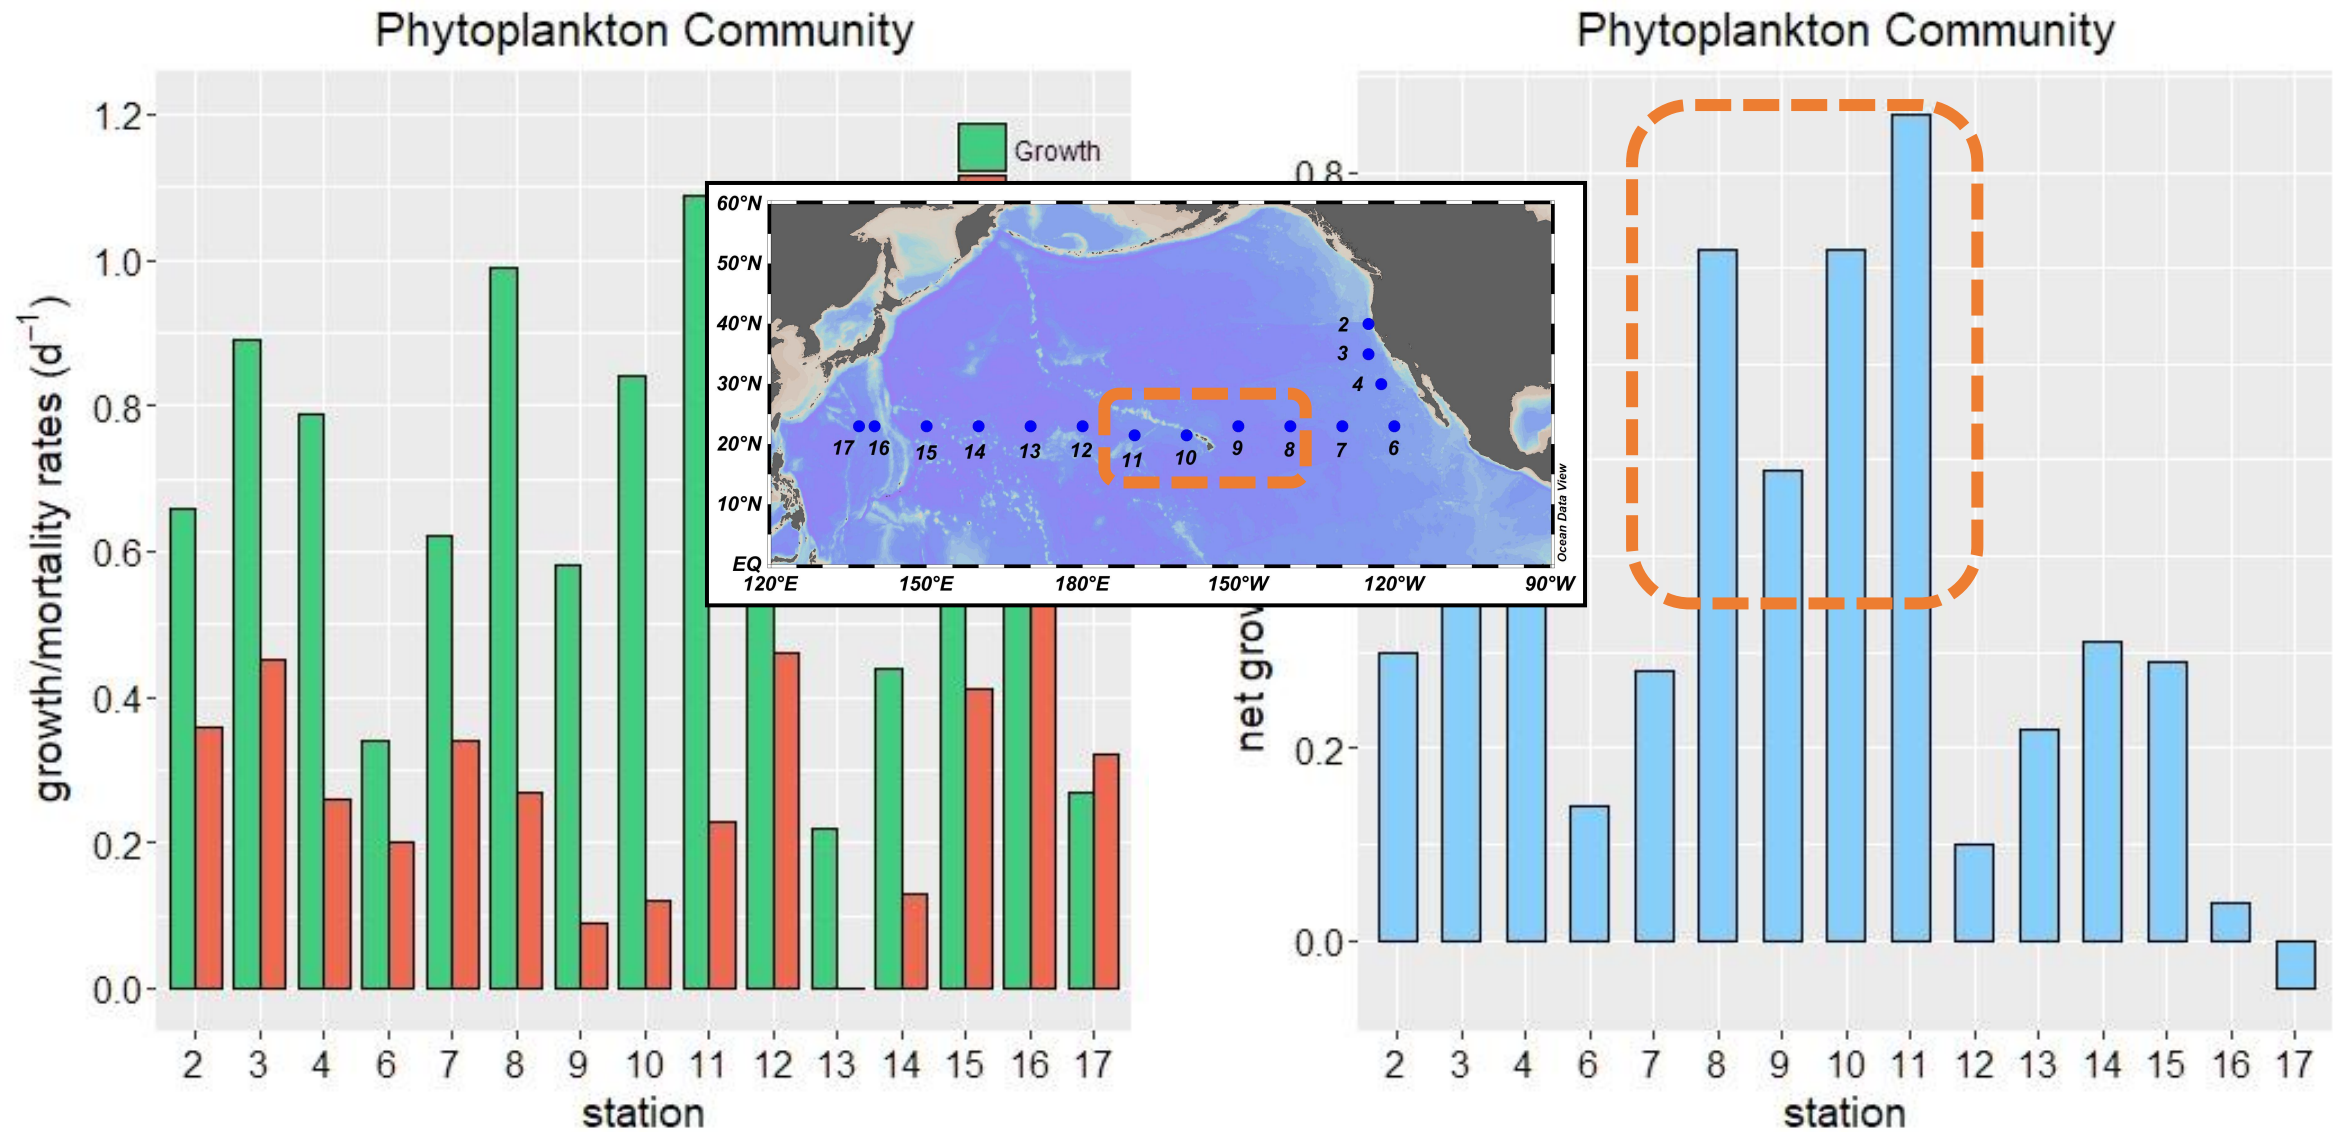 Phytoplankton Community
growth/mortality rates (d⁻¹)
1.2
1.0
0.8
0.6
0.4
0.2
0.0
Growth
2 3 4 6 7 8 9 10 11 12 13 14 15 16 17
station
60°N
50°N
40°N
30°N
20°N
10°N
EQ
120°E 150°E 180°E 150°W 120°W 90°W
2
3
4
17 16 15 14 13 12 11 10 9 8 7 6
Ocean Data View
Phytoplankton Community
net grow
0.8
0.2
0.0
2 3 4 6 7 8 9 10 11 12 13 14 15 16 17
station